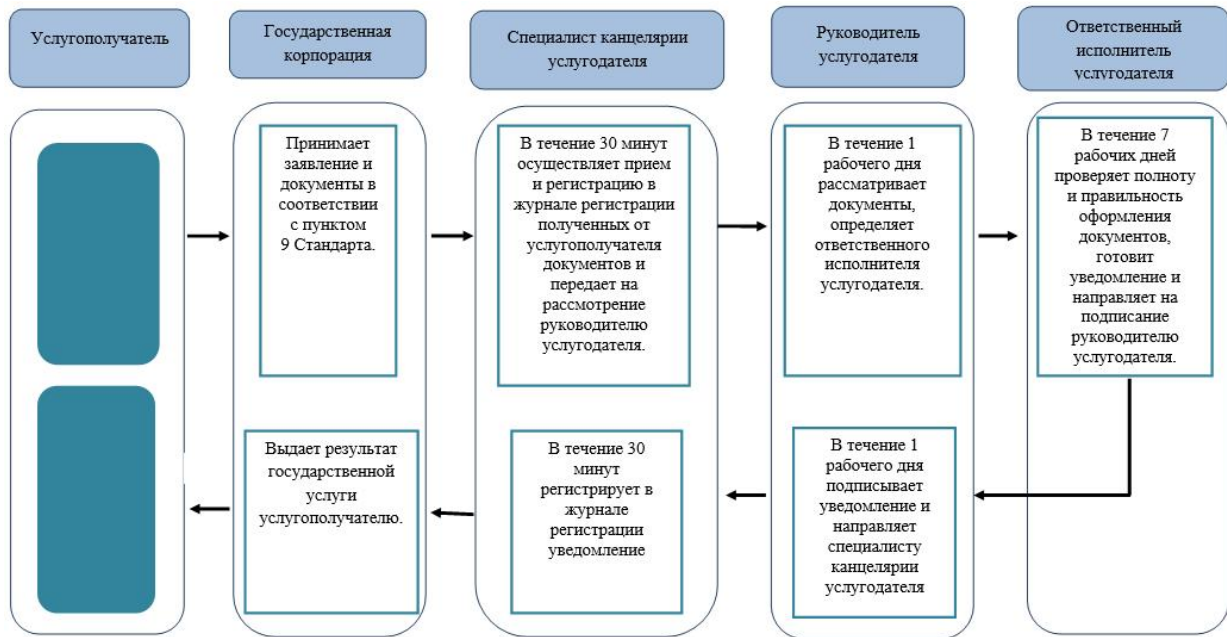 Услугополучатель
Государственная
корпорация
Специалист канцелярии
услугодателя
Руководитель
услугодателя
Ответственный
исполнитель
услугодателя
Принимает
заявление и
документы в
соответствии
с пунктом
9 Стандарта.
В течение 30 минут
осуществляет прием
и регистрацию в
журнале регистрации
полученных от
услугополучателя
документов и
передает на
рассмотрение
руководителю
услугодателя.
В течение 1
рабочего дня
рассматривает
документы,
определяет
ответственного
исполнителя
услугодателя.
В течение 7
рабочих дней
проверяет полноту
и правильность
оформления
документов,
готовит
уведомление и
направляет на
подписание
руководителю
услугодателя.
Выдает результат
государственной
услуги
услугополучателю.
В течение 30
минут
регистрирует в
журнале
регистрации
уведомление
В течение 1
рабочего дня
подписывает
уведомление и
направляет
специалисту
канцелярии
услугодателя